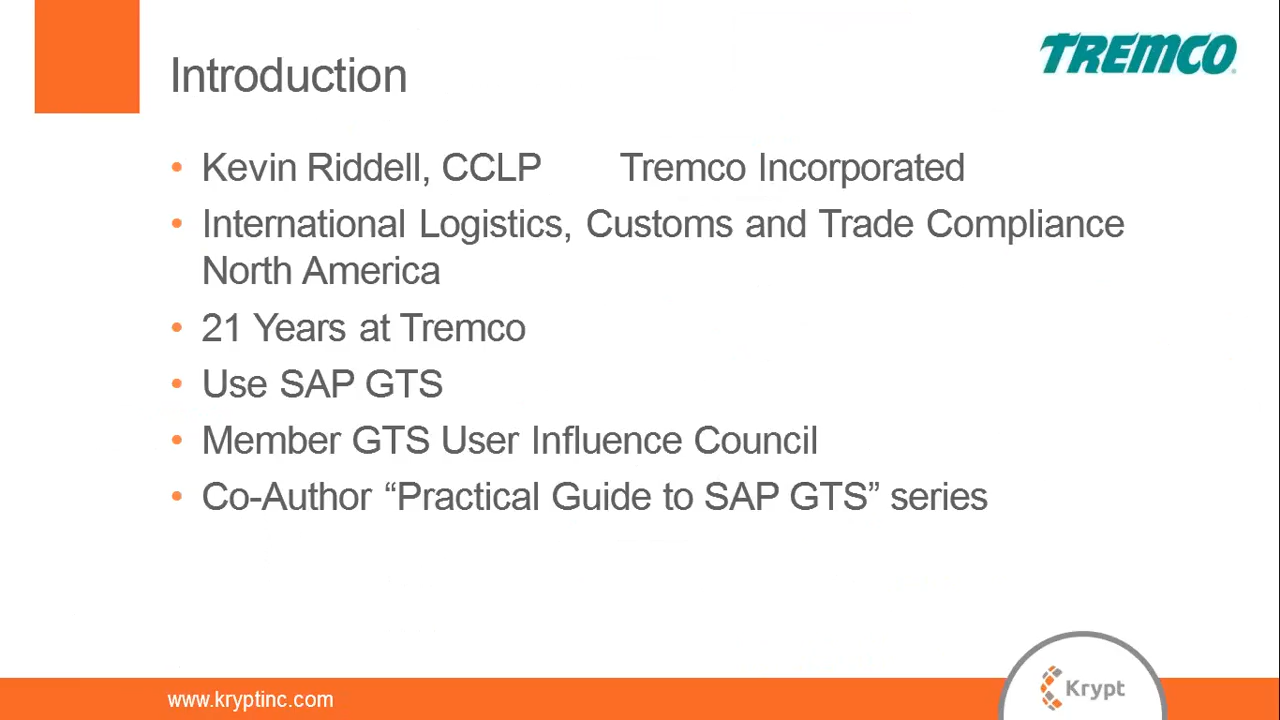 TREMCO
Introduction
• Kevin Riddell, CCLP Tremco Incorporated
• International Logistics, Customs and Trade Compliance
North America
• 21 Years at Tremco
• Use SAP GTS
• Member GTS User Influence Council
• Co-Author “Practical Guide to SAP GTS” series
www.kryptinc.com
Krypt